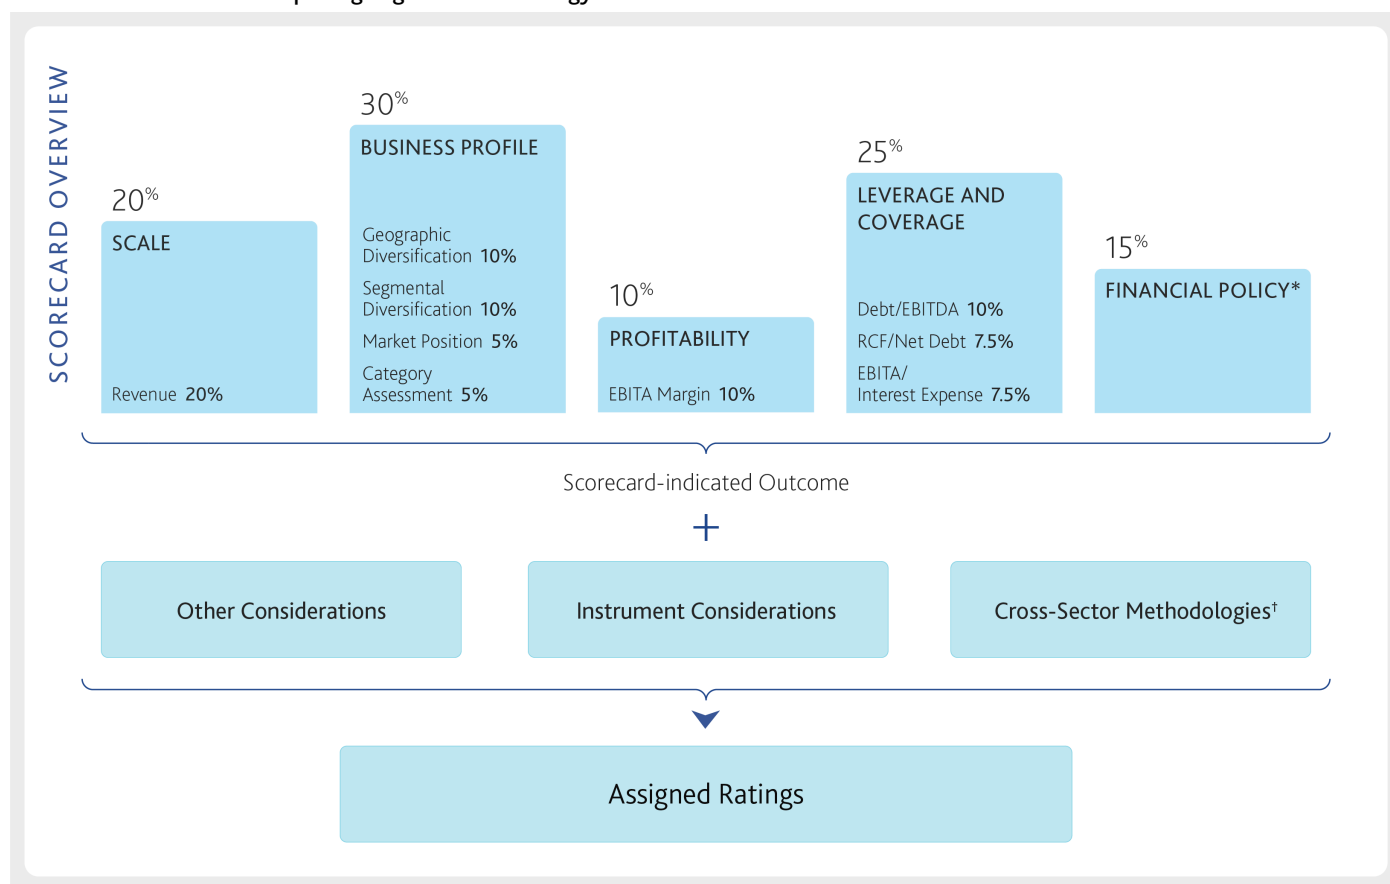 SCORECARD OVERVIEW
20%
SCALE
Revenue 20%
30%
BUSINESS PROFILE
Geographic
Diversification 10%
Segmental
Diversification 10%
Market Position 5%
Category
Assessment 5%
10%
PROFITABILITY
EBITA Margin 10%
25%
LEVERAGE AND
COVERAGE
Debt/EBITDA 10%
RCF/Net Debt 7.5%
EBITA/
Interest Expense 7.5%
15%
FINANCIAL POLICY*
Scorecard-indicated Outcome
+
Other Considerations
Instrument Considerations
Cross-Sector Methodologies†
Assigned Ratings